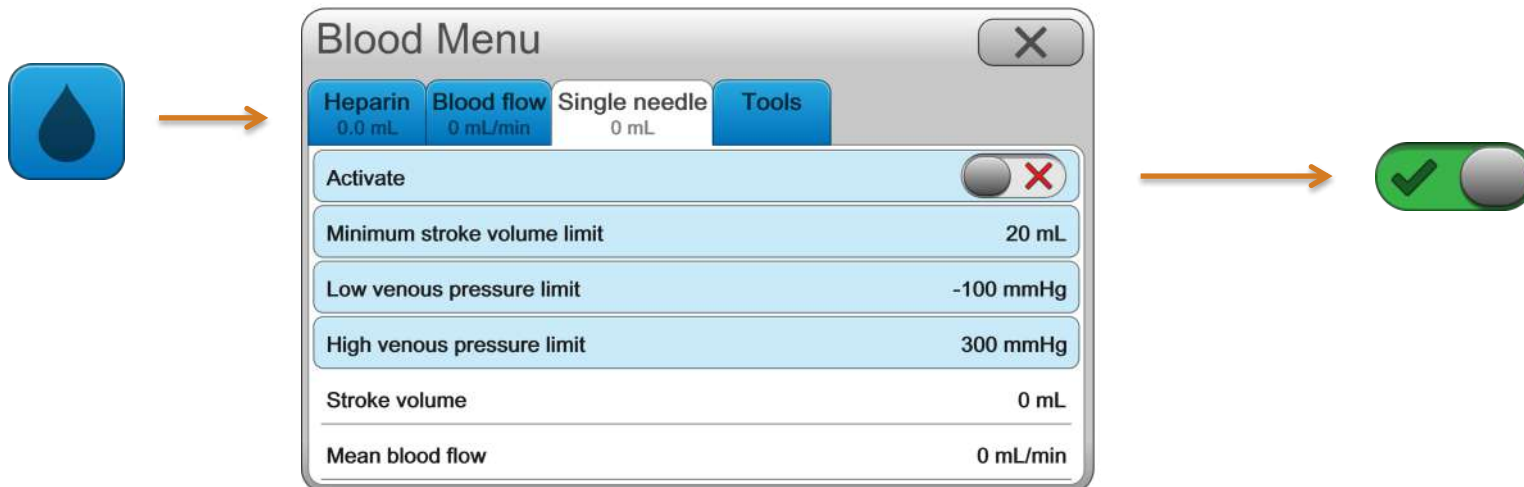 Blood Menu
Heparin Blood flow Single needle Tools
0.0 mL 0 mL/min 0 mL
Activate
Minimum stroke volume limit 20 mL
Low venous pressure limit -100 mmHg
High venous pressure limit 300 mmHg
Stroke volume 0 mL
Mean blood flow 0 mL/min